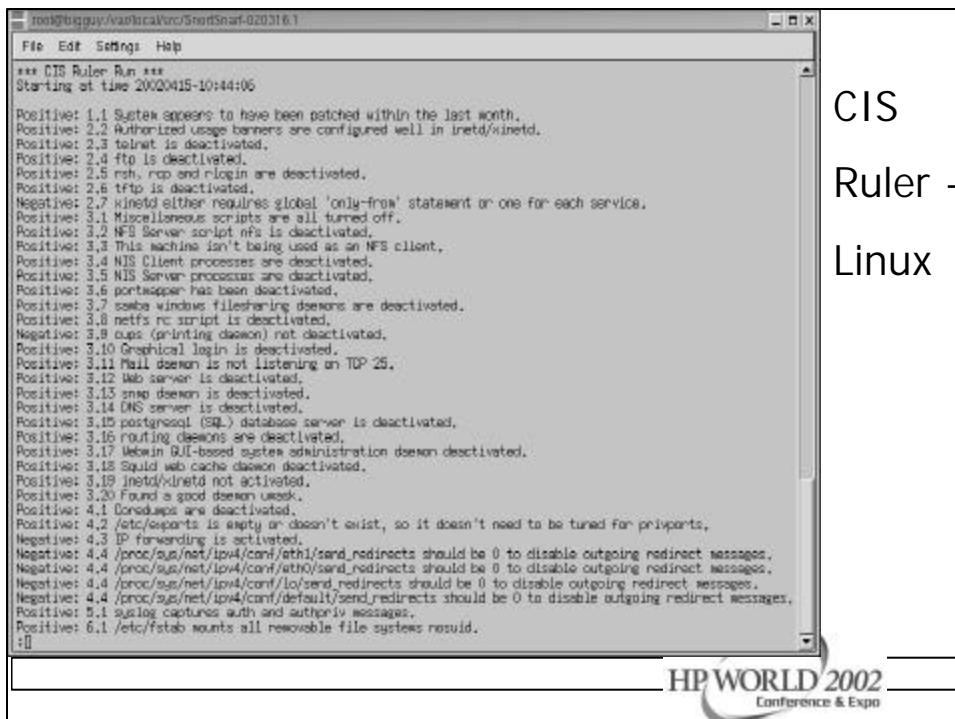 root@bigguy:/var/local/src/SnortSnarf-020316.1
File Edit Settings Help
*** CIS Ruler Run ***
Starting at time 20020415-10:44:06
Positive: 1.1 System appears to have been patched within the last month.
Positive: 2.2 Authorized usage banners are configured well in inetd/xinetd.
Positive: 2.3 telnet is deactivated.
Positive: 2.4 ftp is deactivated.
Positive: 2.5 rsh, rcp and rlogin are deactivated.
Positive: 2.6 tftp is deactivated.
Negative: 2.7 xinetd either requires global 'only-from' statement or one for each service.
Positive: 3.1 Miscellaneous scripts are all turned off.
Positive: 3.2 NFS Server script nfs is deactivated.
Positive: 3.3 This machine isn't being used as an NFS client.
Positive: 3.4 NIS Client processes are deactivated.
Positive: 3.5 NIS Server processes are deactivated.
Positive: 3.6 portmapper has been deactivated.
Positive: 3.7 samba windows filesharing daemons are deactivated.
Positive: 3.8 netfs rc script is deactivated.
Negative: 3.9 cups (printing daemon) not deactivated.
Positive: 3.10 Graphical login is deactivated.
Positive: 3.11 Mail daemon is not listening on TCP 25.
Positive: 3.12 Web server is deactivated.
Positive: 3.13 snmp daemon is deactivated.
Positive: 3.14 DNS server is deactivated.
Positive: 3.15 postgresql (SQL) database server is deactivated.
Positive: 3.16 routing daemons are deactivated.
Positive: 3.17 Webmin GUI-based system administration daemon deactivated.
Positive: 3.18 Squid web cache daemon deactivated.
Positive: 3.19 inetd/xinetd not activated.
Positive: 3.20 Found a good daemon umask.
Positive: 4.1 Coredumps are deactivated.
Positive: 4.2 /etc/exports is empty or doesn't exist, so it doesn't need to be tuned for privports.
Negative: 4.3 IP forwarding is activated.
Negative: 4.4 /proc/sys/net/ipv4/conf/eth1/send_redirects should be 0 to disable outgoing redirect messages.
Negative: 4.4 /proc/sys/net/ipv4/conf/eth0/send_redirects should be 0 to disable outgoing redirect messages.
Negative: 4.4 /proc/sys/net/ipv4/conf/lo/send_redirects should be 0 to disable outgoing redirect messages.
Negative: 4.4 /proc/sys/net/ipv4/conf/default/send_redirects should be 0 to disable outgoing redirect messages.
Positive: 5.1 syslog captures auth and authpriv messages.
Positive: 6.1 /etc/fstab mounts all removable file systems nosuid.
:
CIS
Ruler -
Linux
HP WORLD 2002
Conference & Expo